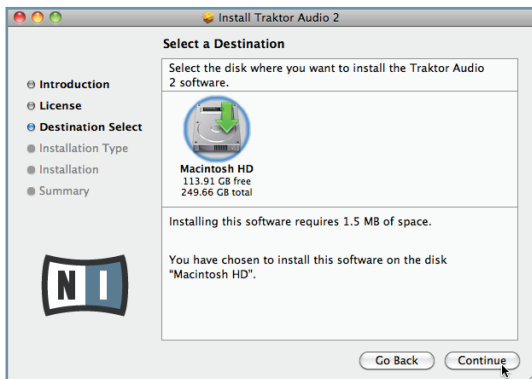 Install Traktor Audio 2
Select a Destination
Introduction
License
Destination Select
Installation Type
Installation
Summary
Select the disk where you want to install the Traktor Audio
2 software.
Macintosh HD
113.91 GB free
249.66 GB total
Installing this software requires 1.5 MB of space.
You have chosen to install this software on the disk
"Macintosh HD".
NI
Go Back
Continue